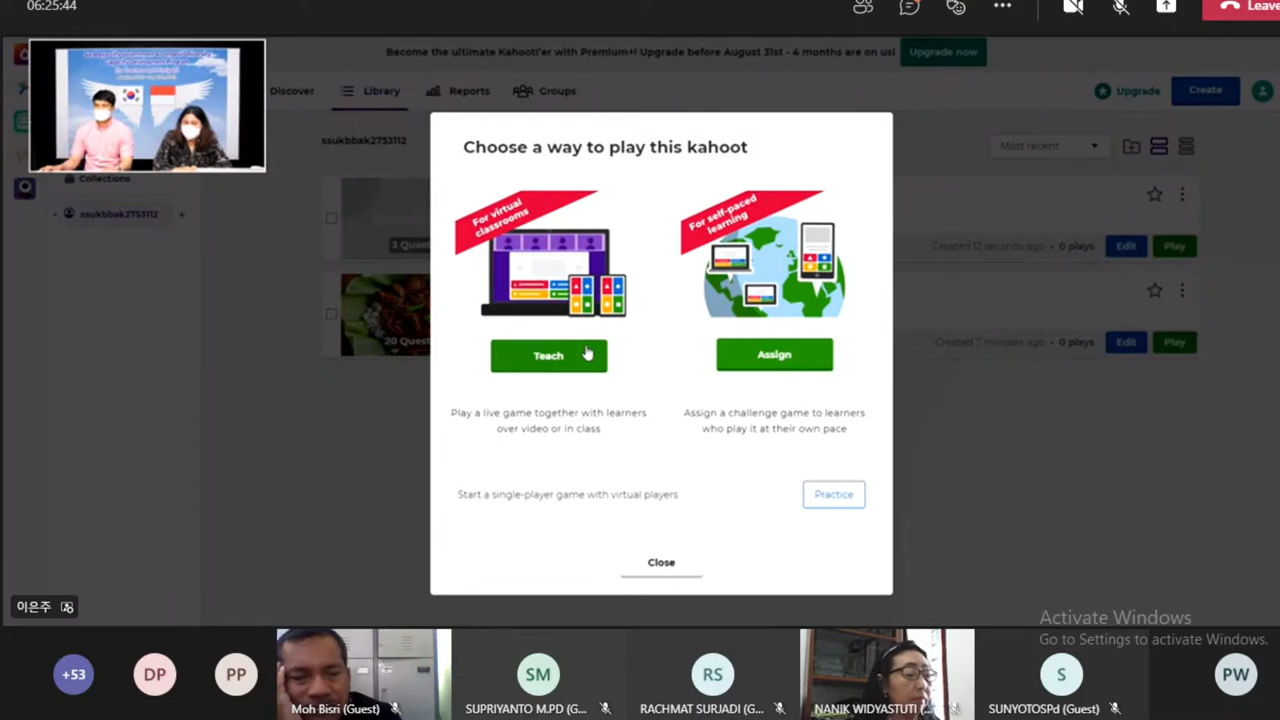 06:25:44
Leave
Become the ultimate Kahoot!'er with Premium+! Upgrade before August 31st - 4 months are on us!
Upgrade now
Discover
Library
Reports
Groups
Upgrade
Create
ssukbbak2753112
Most recent
Collections
ssukbbak2753112
3 Quest
Created 12 seconds ago • 0 plays
Edit
Play
20 Quest
Created 7 minutes ago • 0 plays
Edit
Play
Choose a way to play this kahoot
For virtual
classrooms
For self-paced
learning
Teach
Assign
Play a live game together with learners
over video or in class
Assign a challenge game to learners
who play it at their own pace
Start a single-player game with virtual players
Practice
Close
이은주
Activate Windows
Go to Settings to activate Windows.
+53
DP
PP
Moh Bisri (Guest)
SM
SUPRIYANTO M.PD (G...
RS
RACHMAT SURJADI (G...
NANIK WIDYASTUTI (...
S
SUNYOTOSPd (Guest)
PW